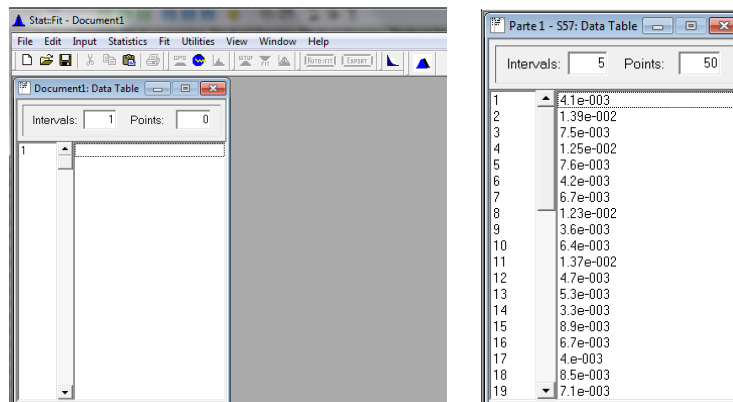 Stat::Fit - Document1
File Edit Input Statistics Fit Utilities View Window Help
DPS SETUP FIT AUTO::FIT EXPORT
Document1: Data Table
Intervals: 1 Points: 0
1
Parte 1 - S57: Data Table
Intervals: 5 Points: 50
1 4.1e-003
2 1.39e-002
3 7.5e-003
4 1.25e-002
5 7.6e-003
6 4.2e-003
7 6.7e-003
8 1.23e-002
9 3.6e-003
10 6.4e-003
11 1.37e-002
12 4.7e-003
13 5.3e-003
14 3.3e-003
15 8.9e-003
16 6.7e-003
17 4.e-003
18 8.5e-003
19 7.1e-003